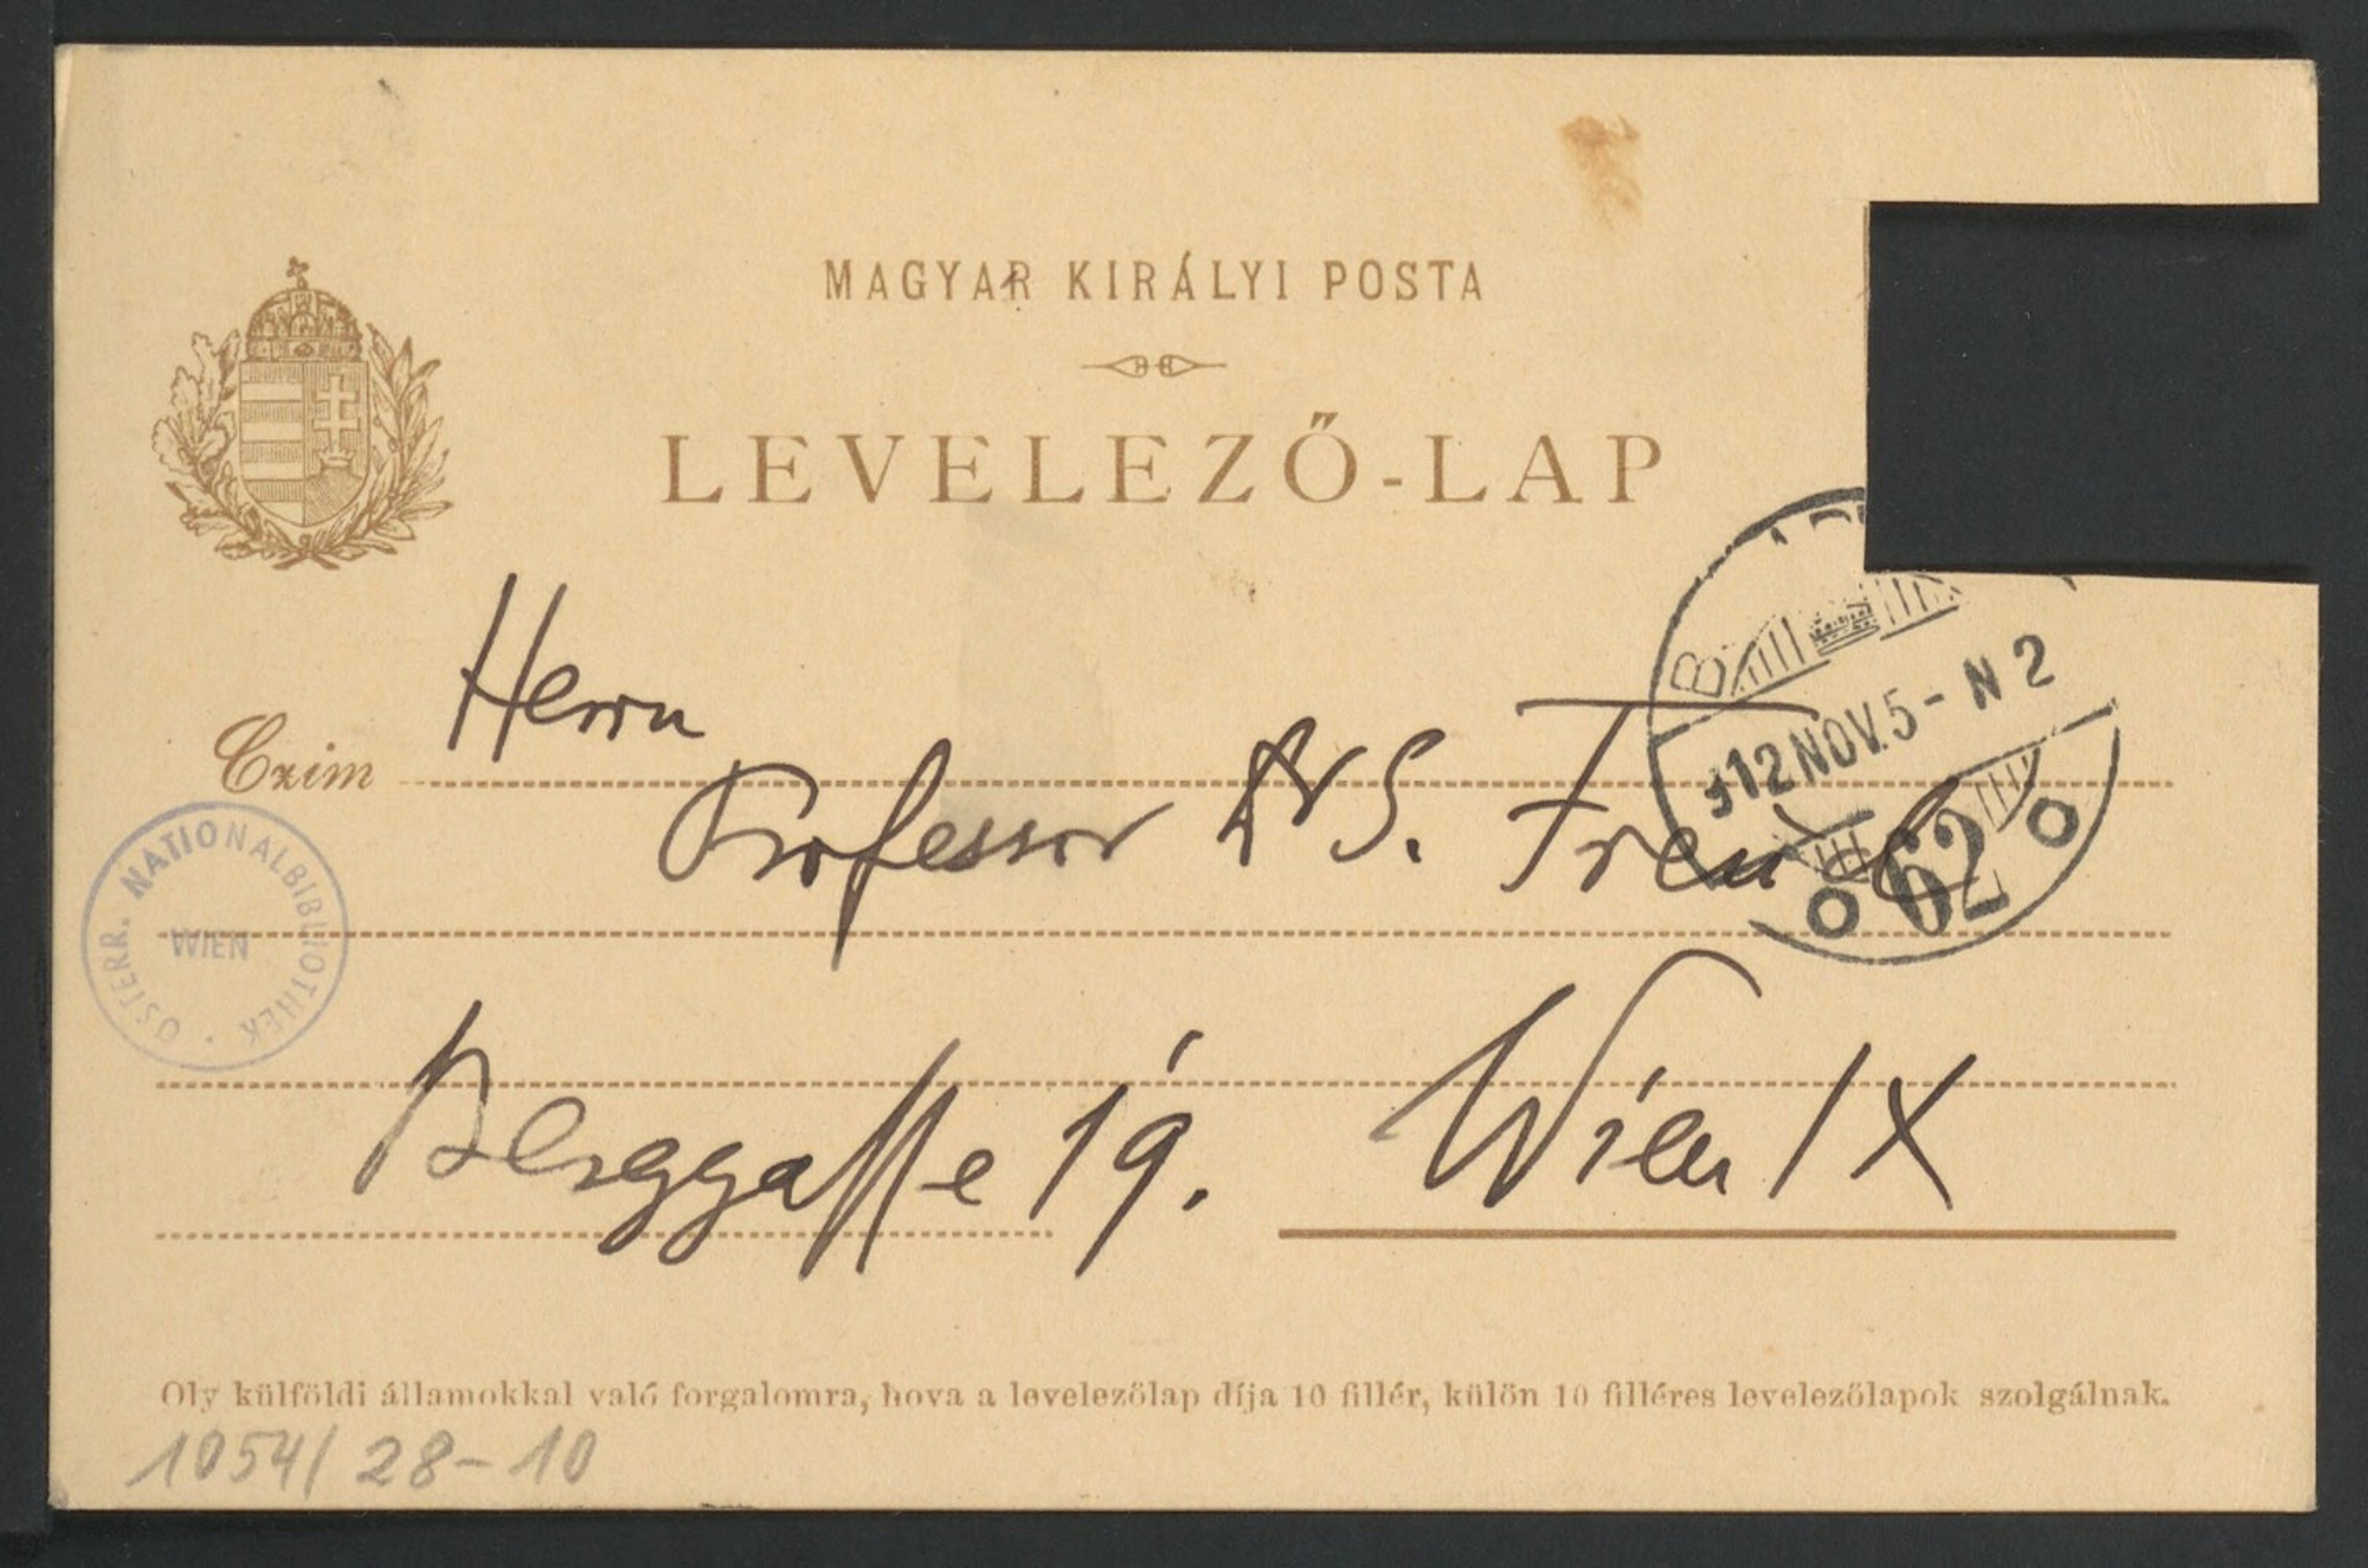 MAGYAR KIRÁLYI POSTA
LEVELEZŐ-LAP
Czim
Herrn
Professor Dr S. Freud
Berggasse 19. Wien IX
B
912 NOV. 5 - N 2
62
ÖSTERR. NATIONALBIBLIOTHEK
WIEN
Oly külföldi államokkal való forgalomra, hova a levelezőlap díja 10 fillér, külön 10 filléres levelezőlapok szolgálnak.
1054/28-10